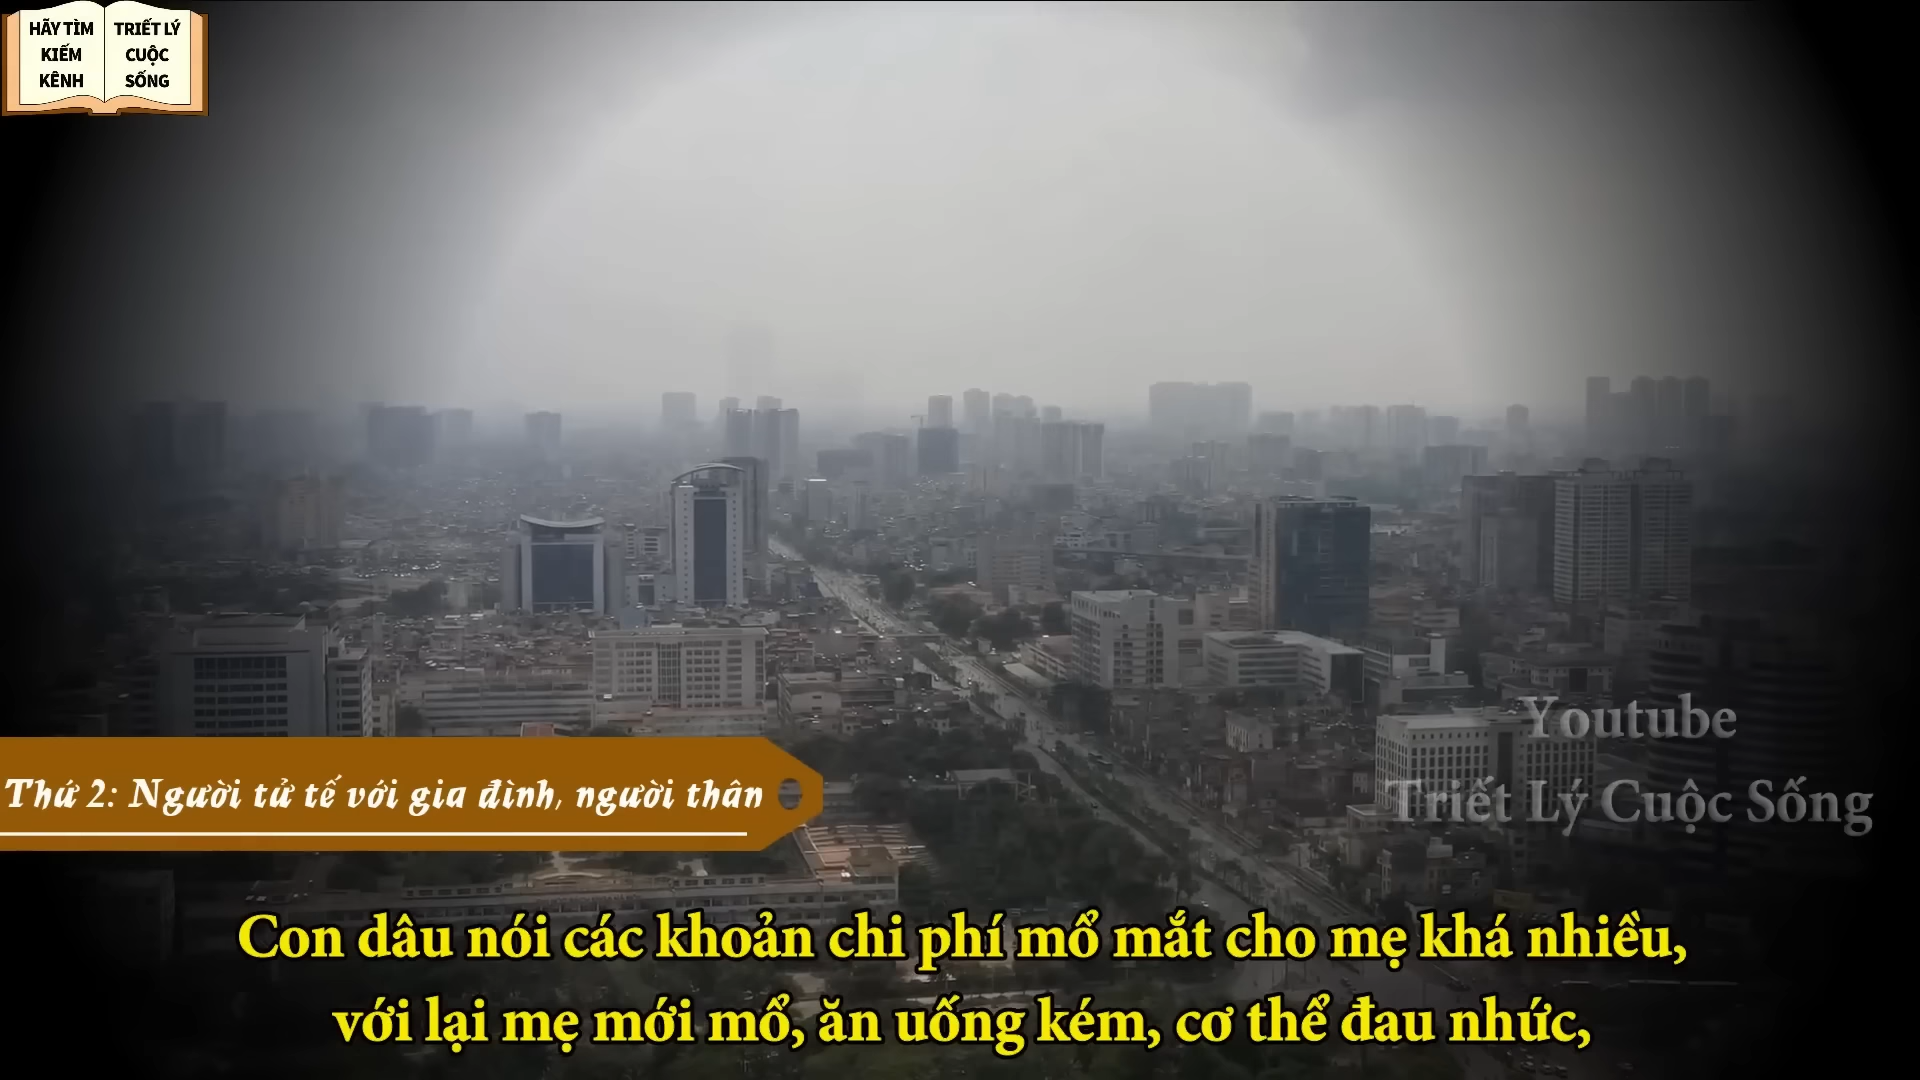 HÃY TÌM
KIẾM
KÊNH
TRIẾT LÝ
CUỘC
SỐNG
Youtube
Triết Lý Cuộc Sống
Thứ 2: Người tử tế với gia đình, người thân
Con dâu nói các khoản chi phí mổ mắt cho mẹ khá nhiều,
với lại mẹ mới mổ, ăn uống kém, cơ thể đau nhức,